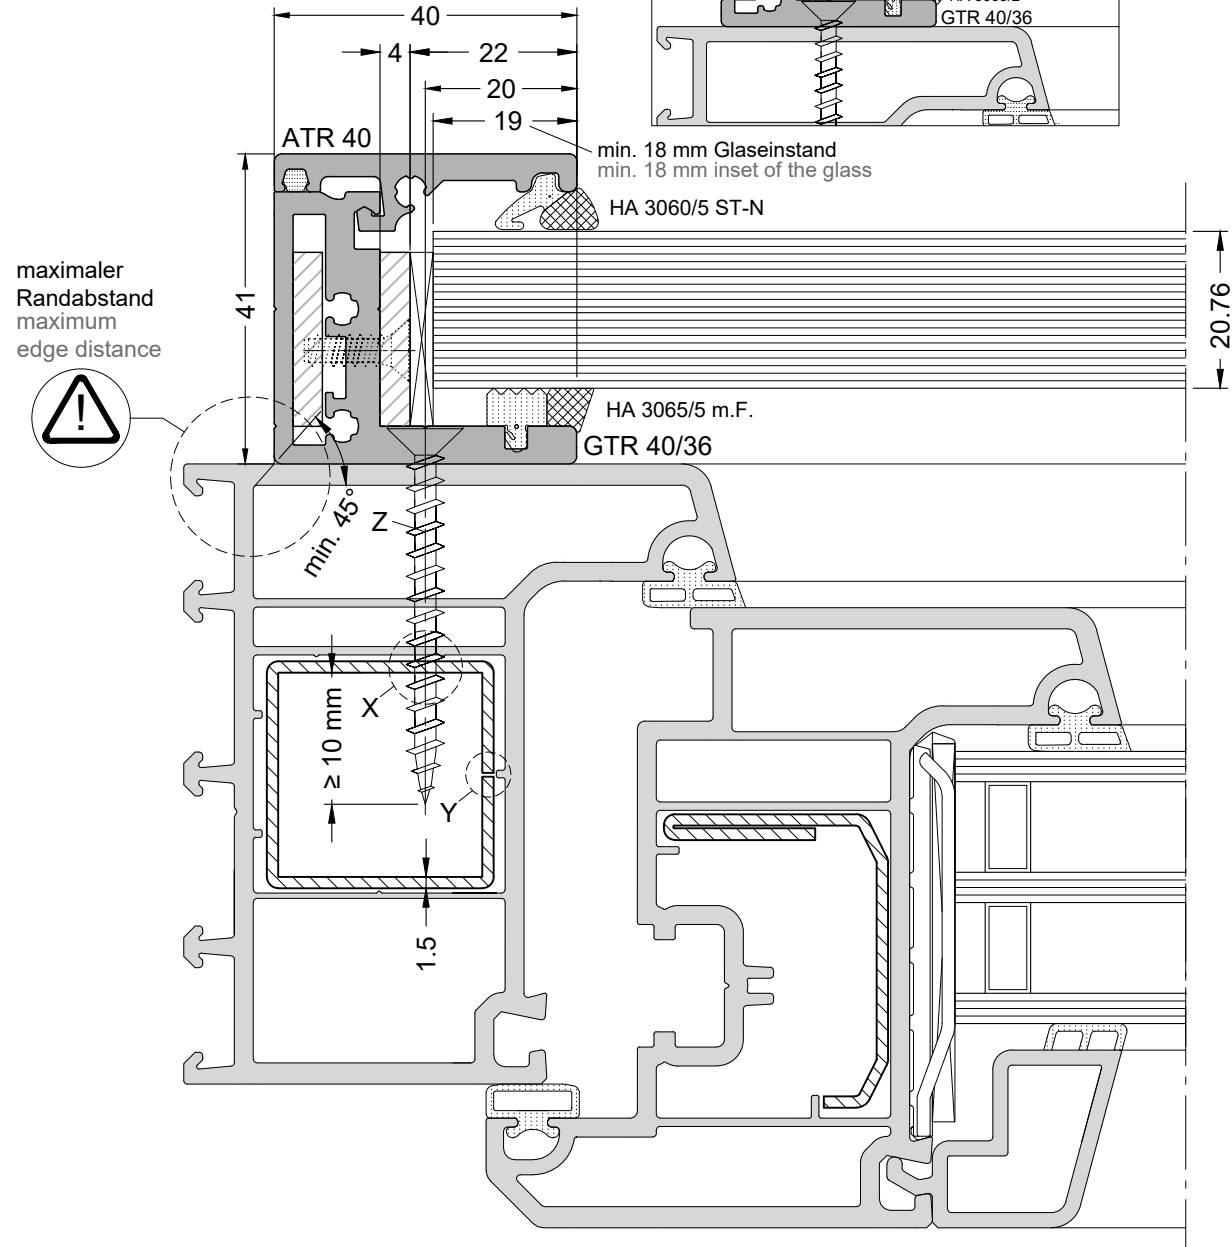 40
GTR 40/36
4
22
20
19
ATR 40
min. 18 mm Glaseinstand
min. 18 mm inset of the glass
HA 3060/5 ST-N
maximaler
Randabstand
maximum
edge distance
41
20.76
!
HA 3065/5 m.F.
GTR 40/36
min. 45°
Z
X
≥ 10 mm
Y
1.5